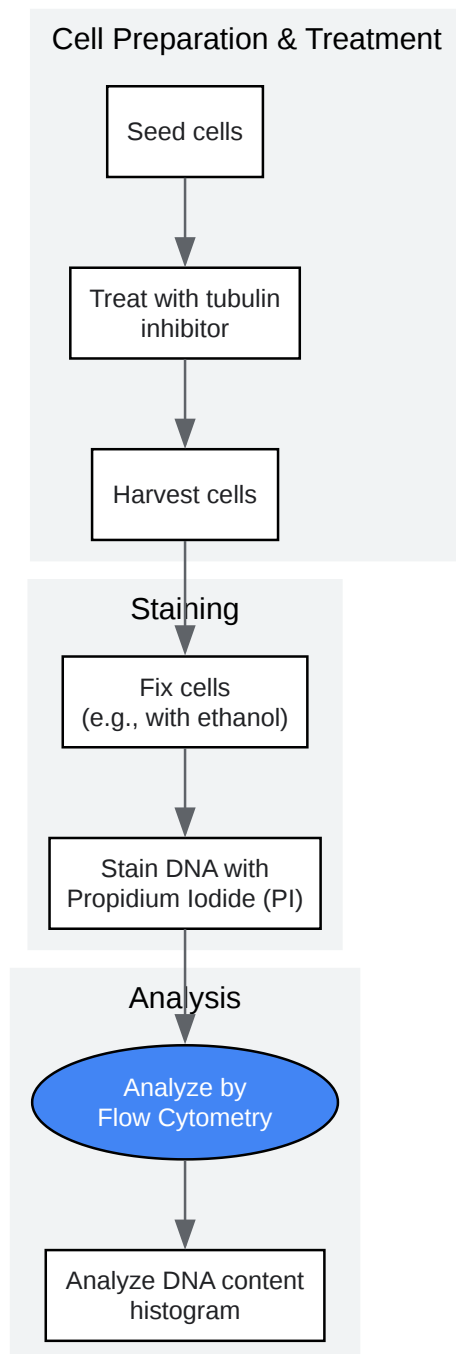 Cell Preparation & Treatment
Seed cells
Treat with tubulin
inhibitor
Harvest cells
Staining
Fix cells
(e.g., with ethanol)
Stain DNA with
Propidium Iodide (PI)
Analysis
Analyze by
Flow Cytometry
Analyze DNA content
histogram